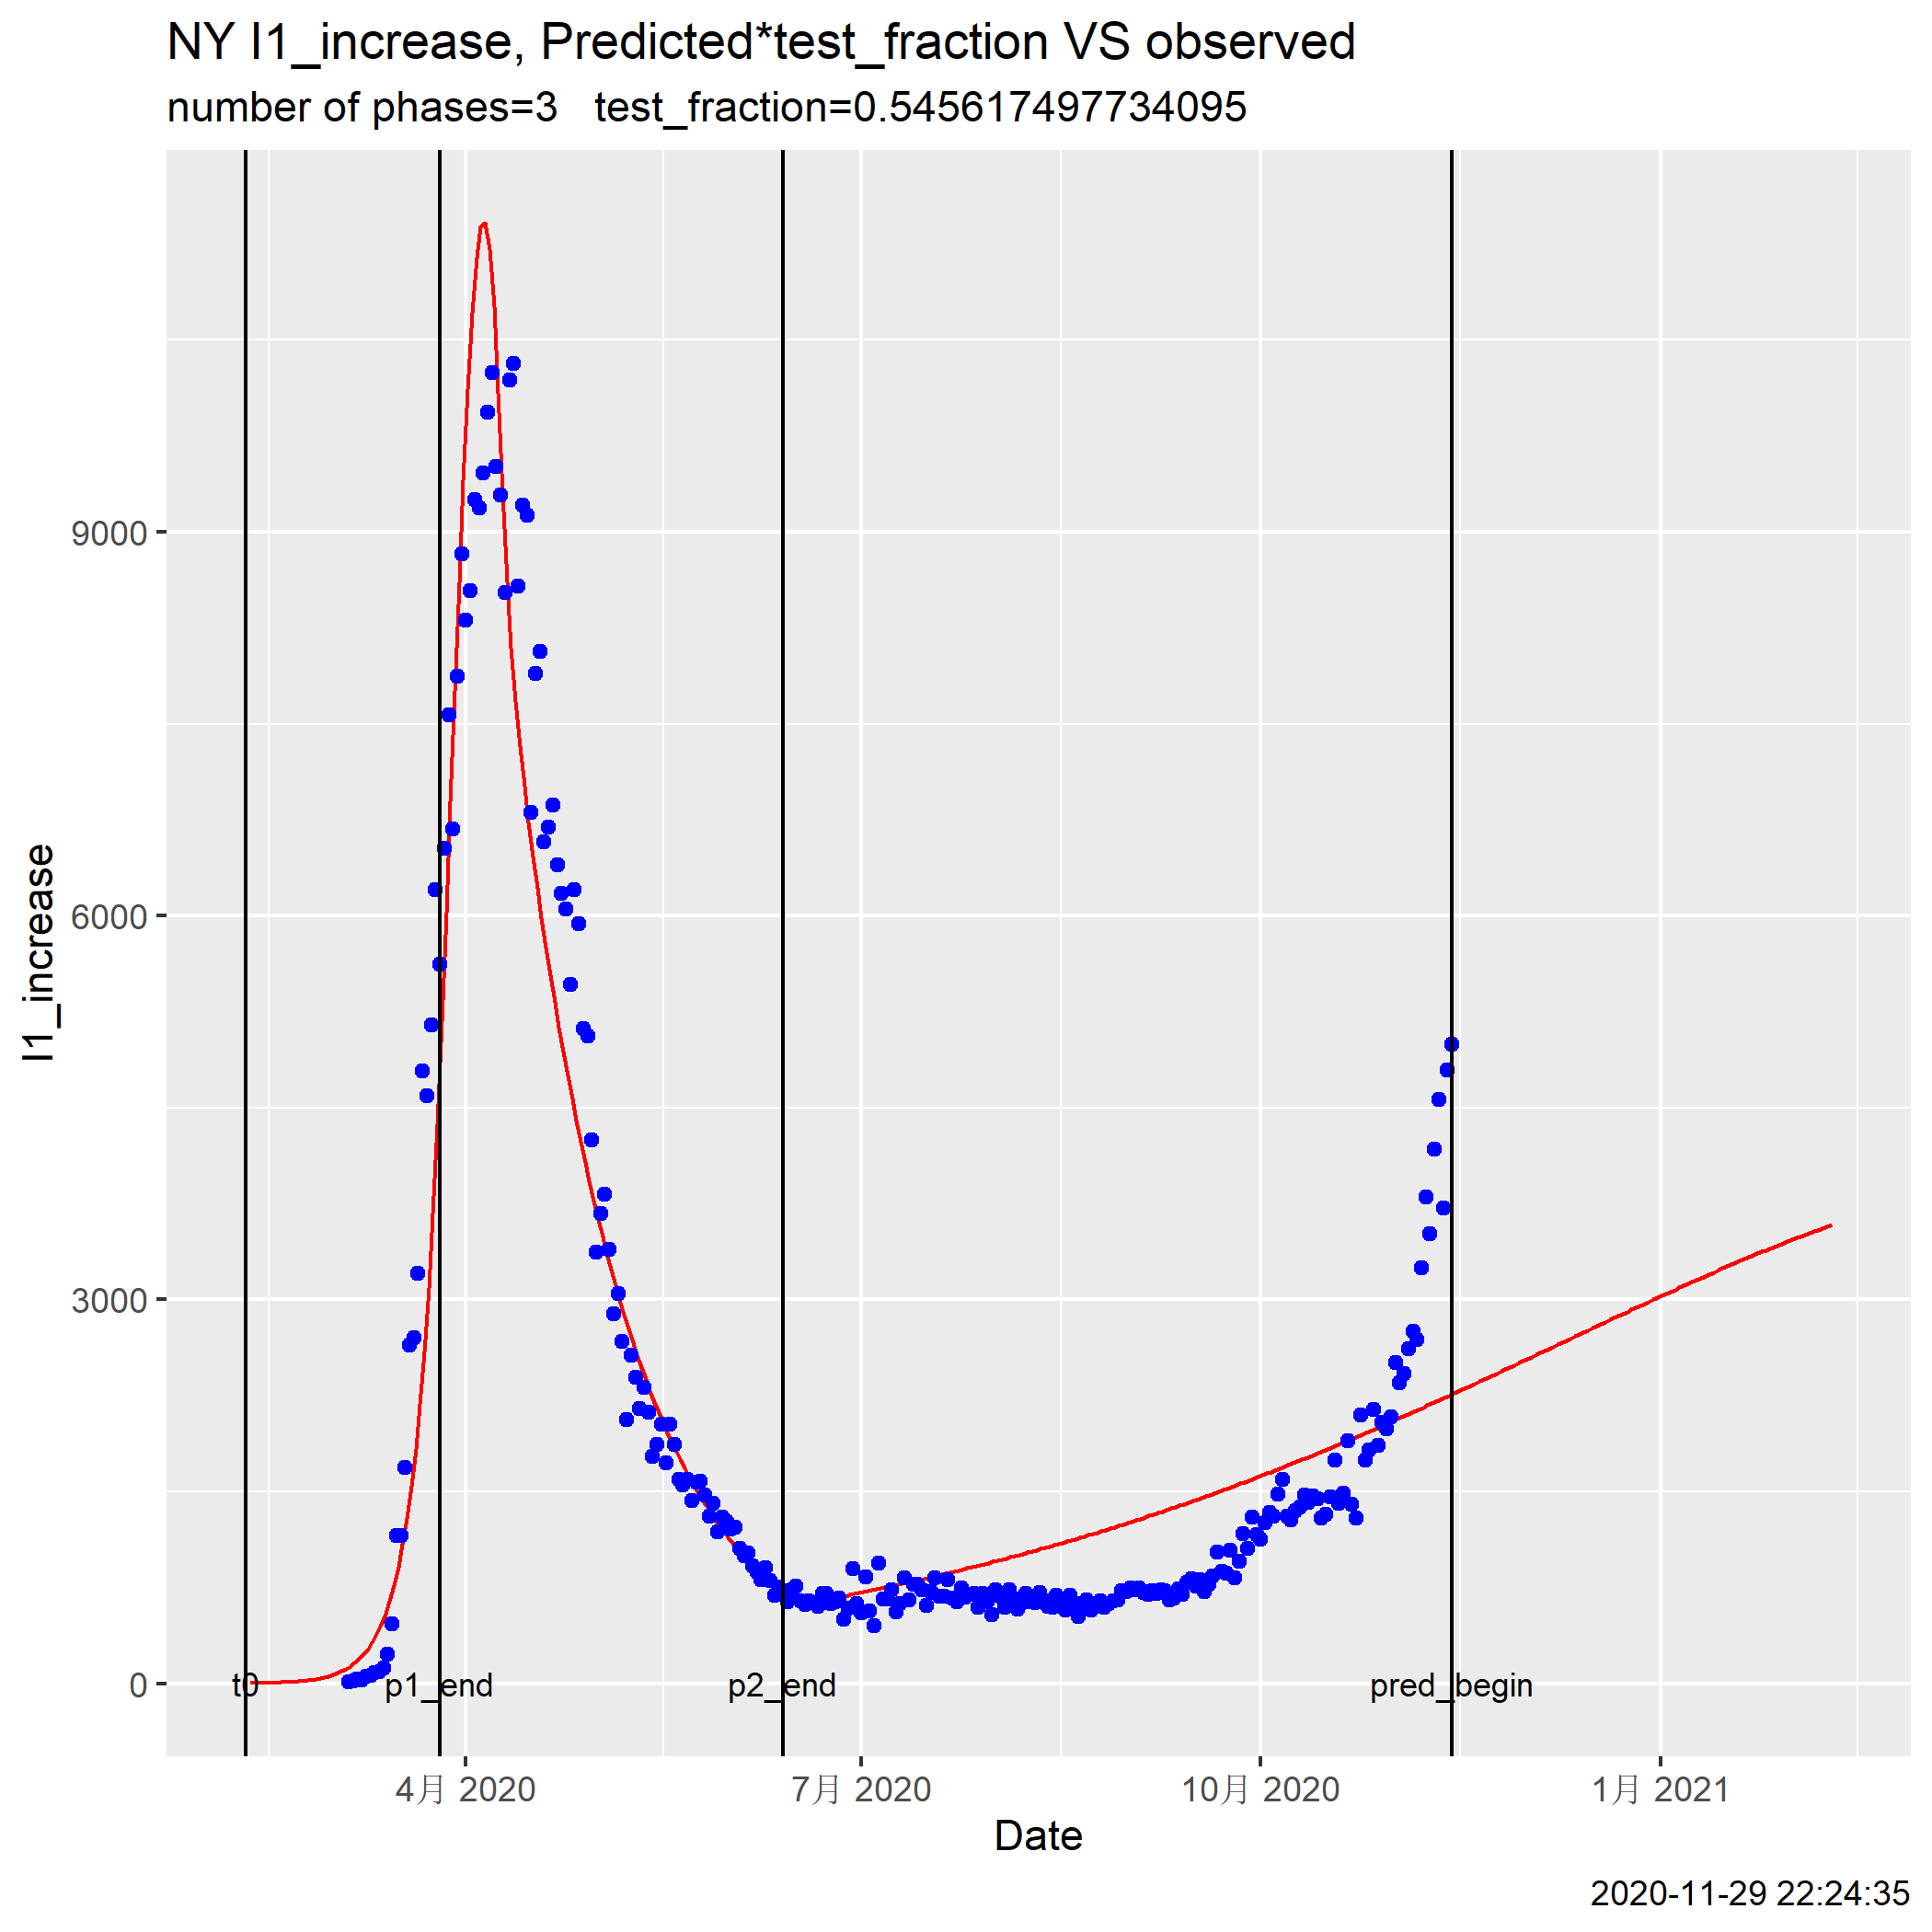 NY I1_increase, Predicted*test_fraction VS observed
number of phases=3   test_fraction=0.545617497734095
I1_increase
9000
6000
3000
0
t0
p1_end
p2_end
pred_begin
4月 2020
7月 2020
10月 2020
1月 2021
Date
2020-11-29 22:24:35